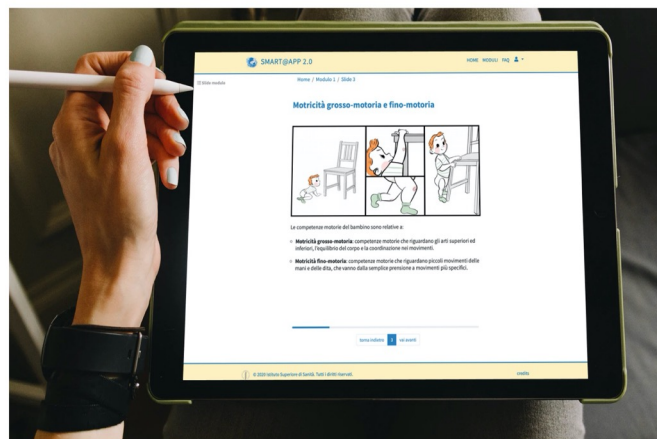 SMART@APP 2.0
HOME MODULI FAQ
Slide modulo
Home / Modulo 1 / Slide 3
Motricità grosso-motoria e fino-motoria
Le competenze motorie del bambino sono relative a:
Motricità grosso-motoria: competenze motorie che riguardano gli arti superiori ed
inferiori, l'equilibrio del corpo e la coordinazione nei movimenti.
Motricità fino-motoria: competenze motorie che riguardano piccoli movimenti delle
mani e delle dita, che vanno dalla semplice prensione a movimenti più specifici.
torna indietro 3 vai avanti
© 2020 Istituto Superiore di Sanità. Tutti i diritti riservati.
credits